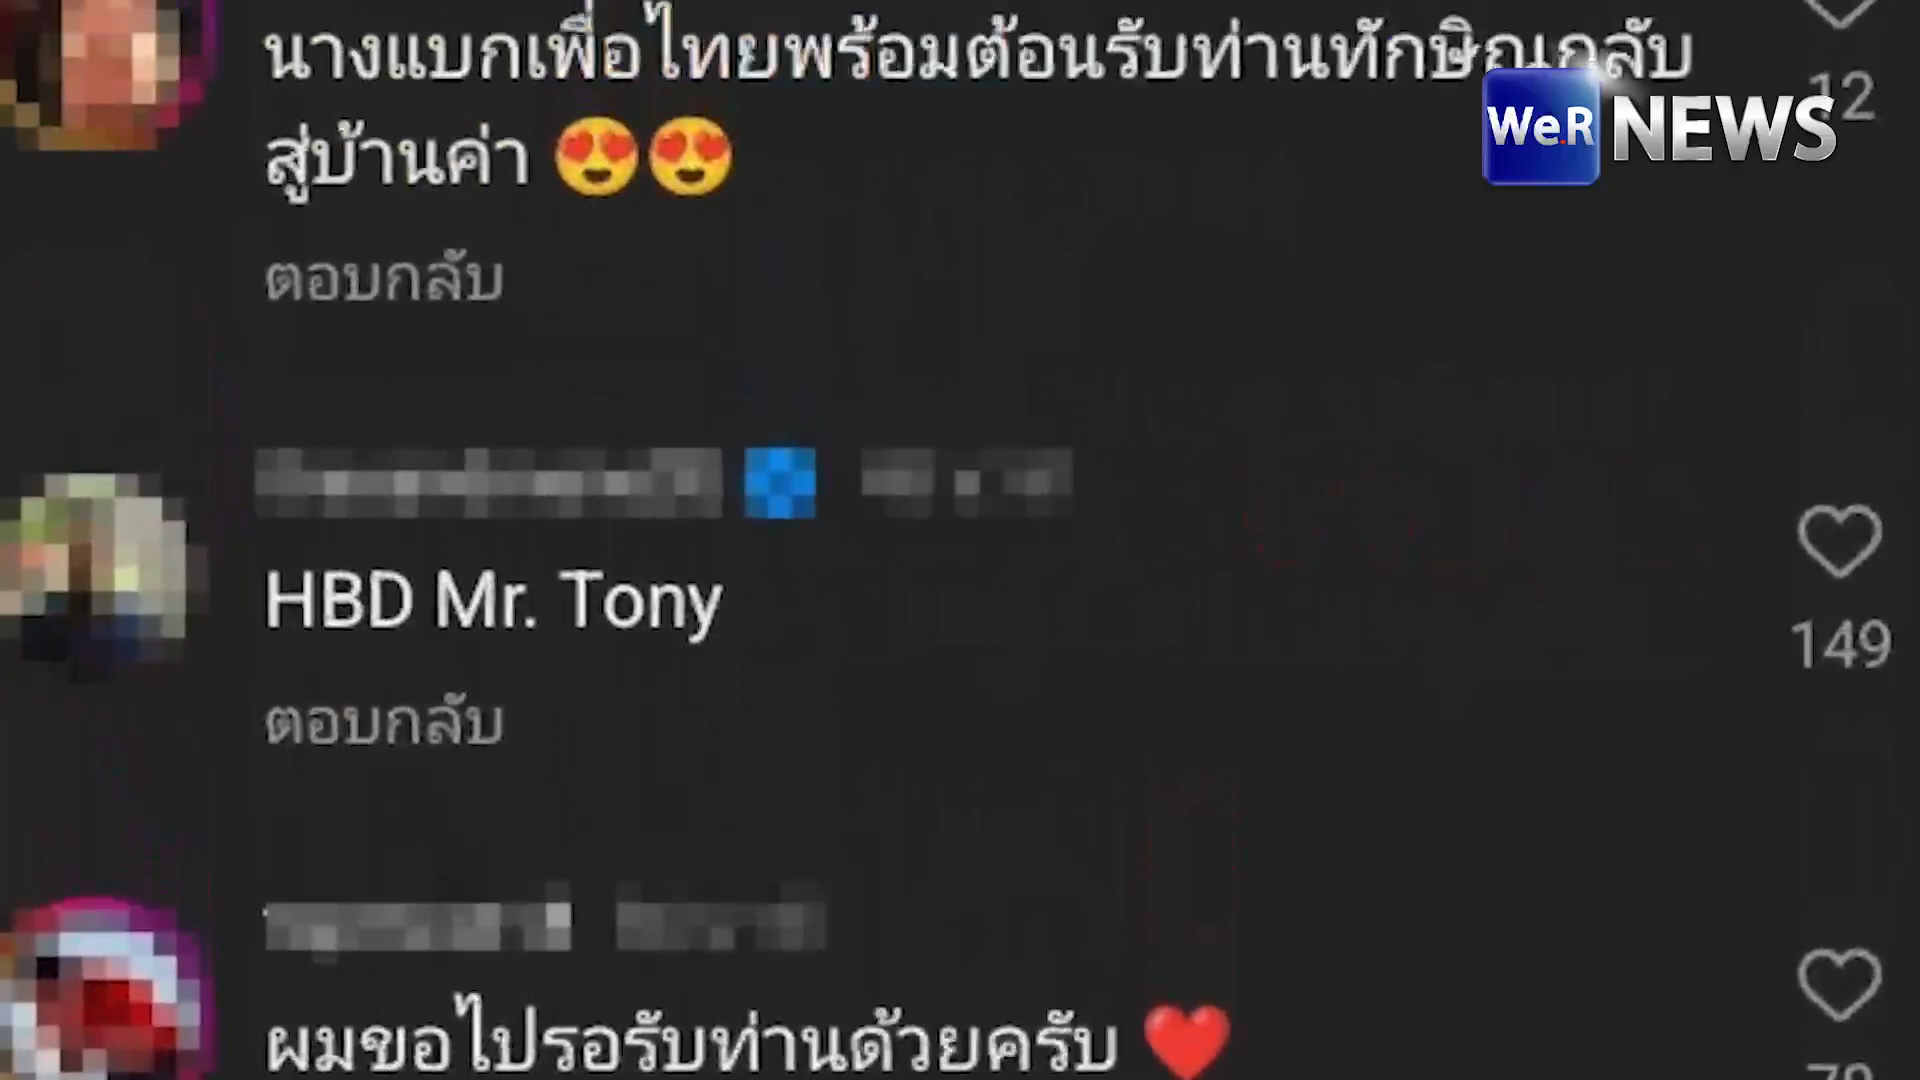 นางแบกเพื่อไทยพร้อมต้อนรับท่านทักษิณกลับ
12
สู่บ้านค่า 😍😍
WeR NEWS
ตอบกลับ
HBD Mr. Tony
149
ตอบกลับ
ผมขอไปรอรับท่านด้วยครับ ❤️